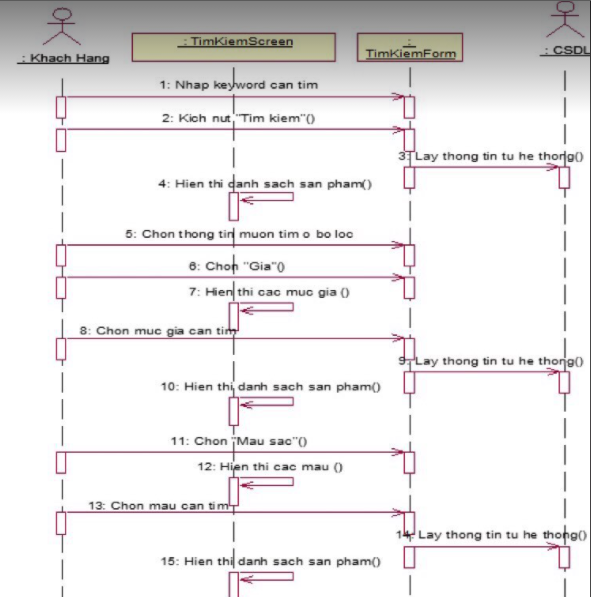 : Khach Hang
: TimKiemScreen
:
TimKiemForm
: CSDL
1: Nhap keyword can tim
2: Kich nut "Tim kiem"()
3: Lay thong tin tu he thong()
4: Hien thi danh sach san pham()
5: Chon thong tin muon tim o bo loc
6: Chon "Gia"()
7: Hien thi cac muc gia ()
8: Chon muc gia can tim
9: Lay thong tin tu he thong()
10: Hien thi danh sach san pham()
11: Chon "Mau sac"()
12: Hien thi cac mau ()
13: Chon mau can tim
14: Lay thong tin tu he thong()
15: Hien thi danh sach san pham()